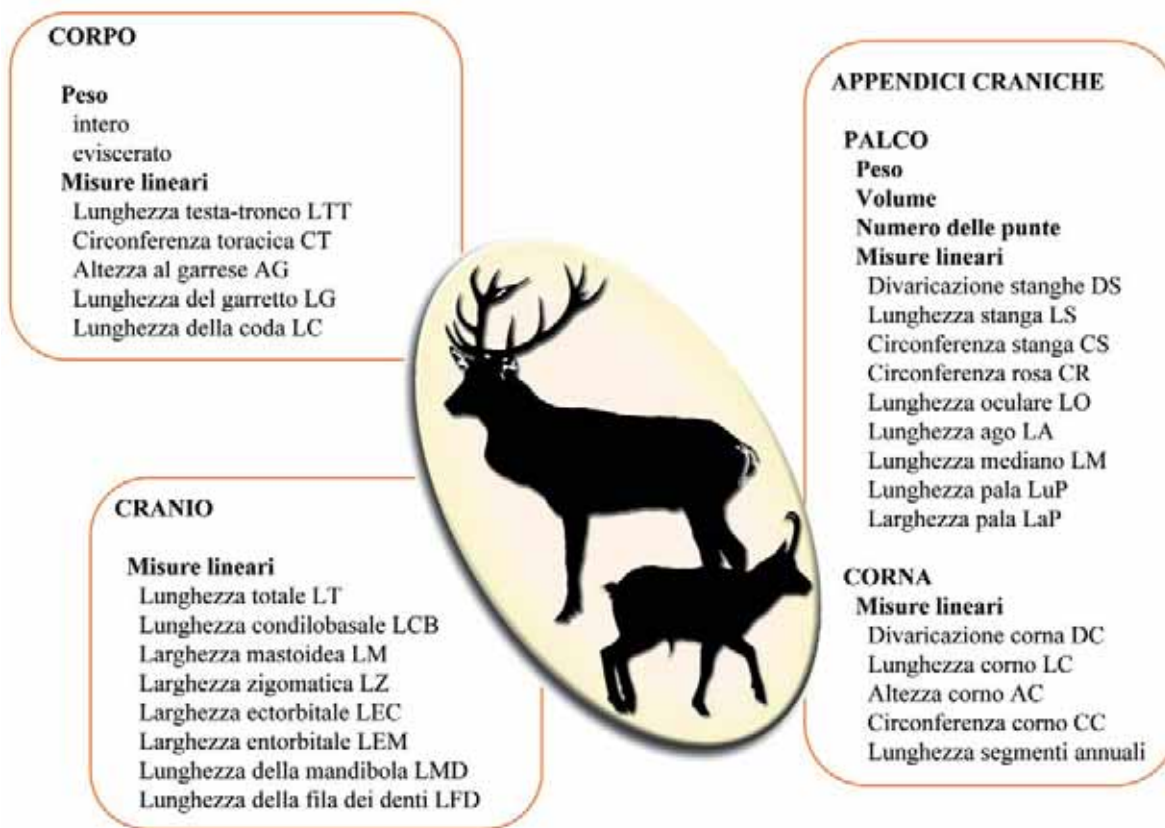 CORPO
Peso
intero
eviscerato
Misure lineari
Lunghezza testa-tronco LTT
Circonferenza toracica CT
Altezza al garrese AG
Lunghezza del garretto LG
Lunghezza della coda LC
CRANIO
Misure lineari
Lunghezza totale LT
Lunghezza condilobasale LCB
Larghezza mastoidea LM
Larghezza zigomatica LZ
Larghezza ectorbitale LEC
Larghezza entorbitale LEM
Lunghezza della mandibola LMD
Lunghezza della fila dei denti LFD
APPENDICI CRANICHE
PALCO
Peso
Volume
Numero delle punte
Misure lineari
Divaricazione stanghe DS
Lunghezza stanga LS
Circonferenza stanga CS
Circonferenza rosa CR
Lunghezza oculare LO
Lunghezza ago LA
Lunghezza mediano LM
Lunghezza pala LuP
Larghezza pala LaP
CORNA
Misure lineari
Divaricazione corna DC
Lunghezza corno LC
Altezza corno AC
Circonferenza corno CC
Lunghezza segmenti annuali